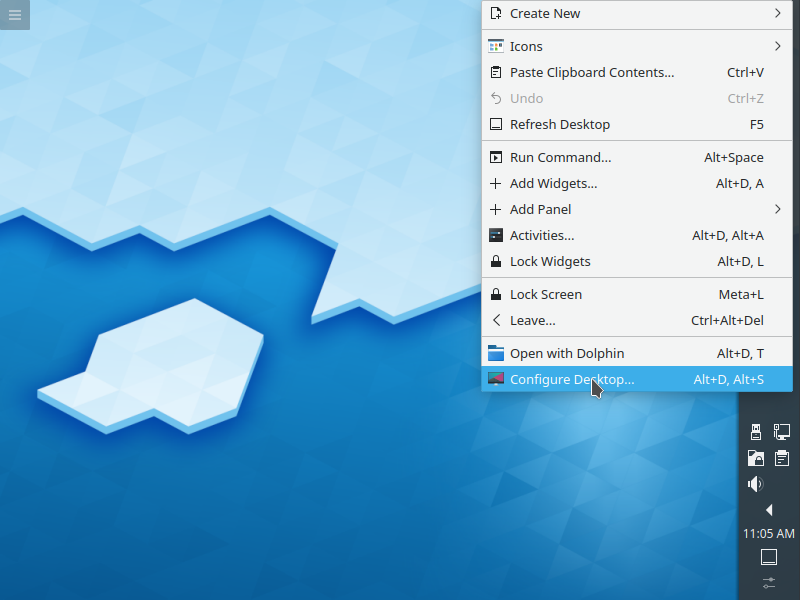 Create New
Icons
Paste Clipboard Contents... Ctrl+V
Undo Ctrl+Z
Refresh Desktop F5
Run Command... Alt+Space
Add Widgets... Alt+D, A
Add Panel
Activities... Alt+D, Alt+A
Lock Widgets Alt+D, L
Lock Screen Meta+L
Leave... Ctrl+Alt+Del
Open with Dolphin Alt+D, T
Configure Desktop... Alt+D, Alt+S
11:05 AM